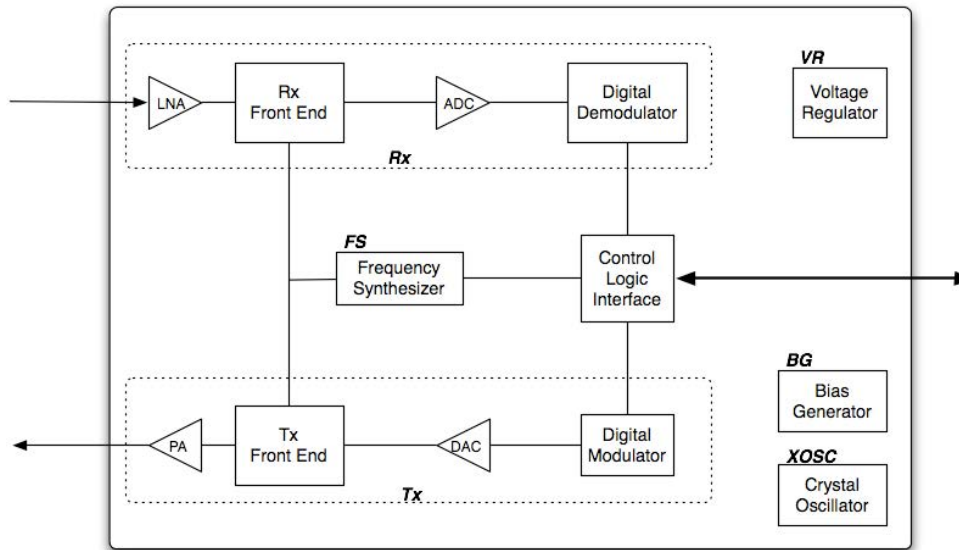 LNA
Rx
Front End
ADC
Digital
Demodulator
Rx
VR
Voltage
Regulator
FS
Frequency
Synthesizer
Control
Logic
Interface
BG
Bias
Generator
PA
Tx
Front End
DAC
Digital
Modulator
Tx
XOSC
Crystal
Oscillator